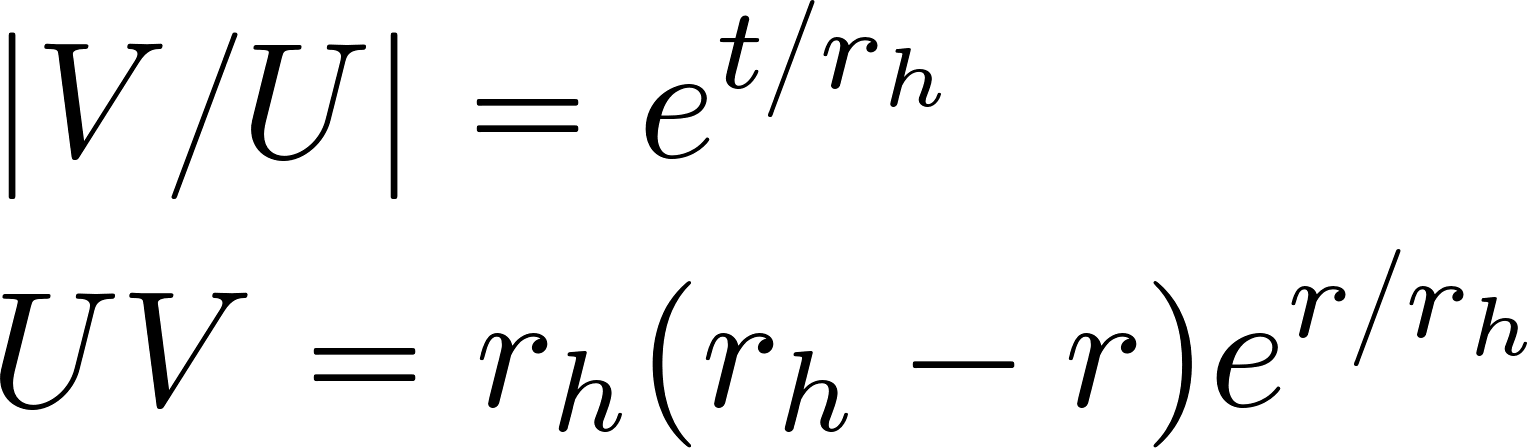 |V/U| = e^{t/r_h}
UV = r_h(r_h − r)e^{r/r_h}